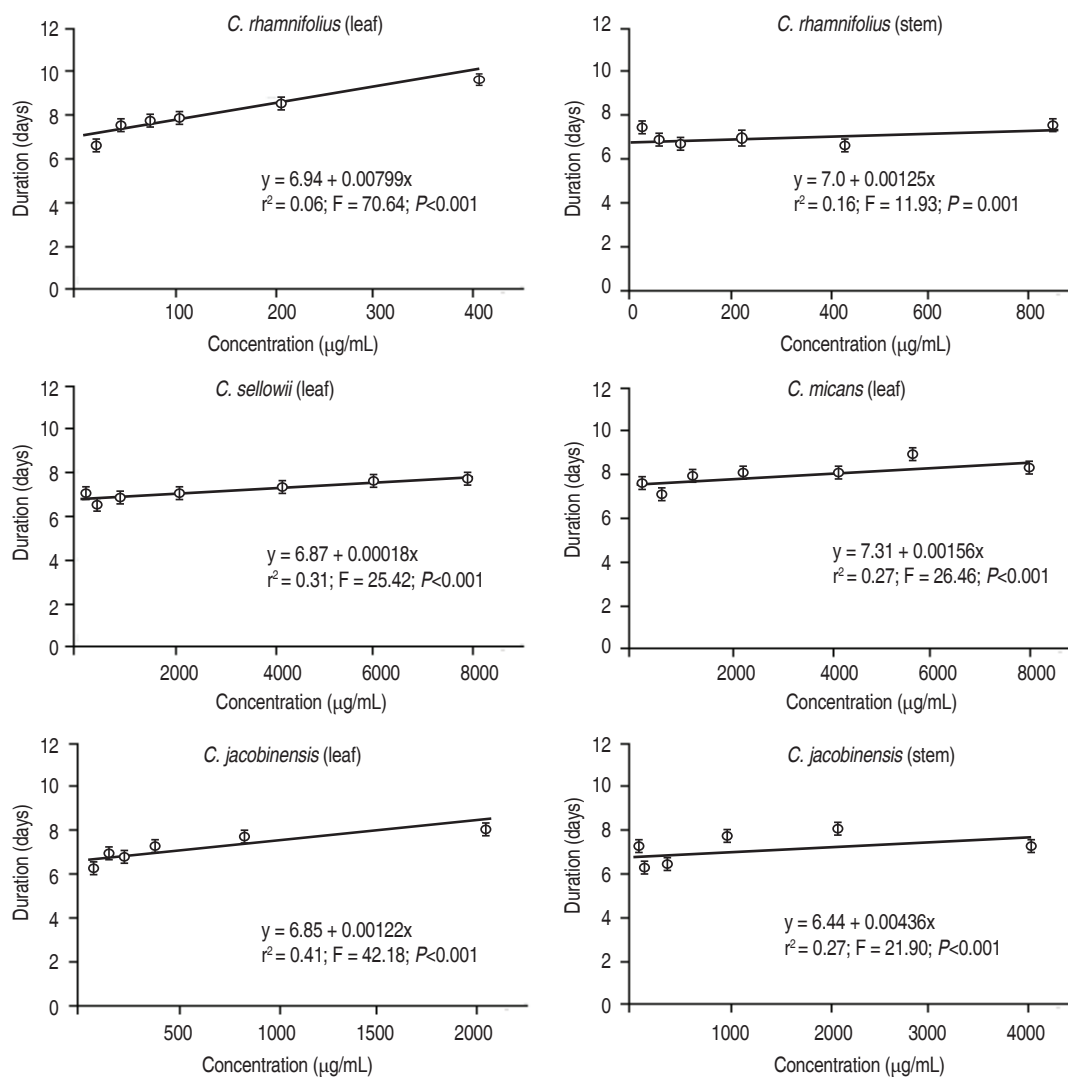 C. rhamnifolius (leaf)
12
10
8
6
4
2
0
Duration (days)
y = 6.94 + 0.00799x
r² = 0.06; F = 70.64; P<0.001
100 200 300 400
Concentration (µg/mL)
C. rhamnifolius (stem)
12
10
8
6
4
2
0
Duration (days)
y = 7.0 + 0.00125x
r² = 0.16; F = 11.93; P = 0.001
0 200 400 600 800
Concentration (µg/mL)
C. sellowii (leaf)
12
10
8
6
4
2
0
Duration (days)
y = 6.87 + 0.00018x
r² = 0.31; F = 25.42; P<0.001
2000 4000 6000 8000
Concentration (µg/mL)
C. micans (leaf)
12
10
8
6
4
2
0
Duration (days)
y = 7.31 + 0.00156x
r² = 0.27; F = 26.46; P<0.001
0 2000 4000 6000 8000
Concentration (µg/mL)
C. jacobinensis (leaf)
12
10
8
6
4
2
0
Duration (days)
y = 6.85 + 0.00122x
r² = 0.41; F = 42.18; P<0.001
500 1000 1500 2000
Concentration (µg/mL)
C. jacobinensis (stem)
12
10
8
6
4
2
0
Duration (days)
y = 6.44 + 0.00436x
r² = 0.27; F = 21.90; P<0.001
1000 2000 3000 4000
Concentration (µg/mL)